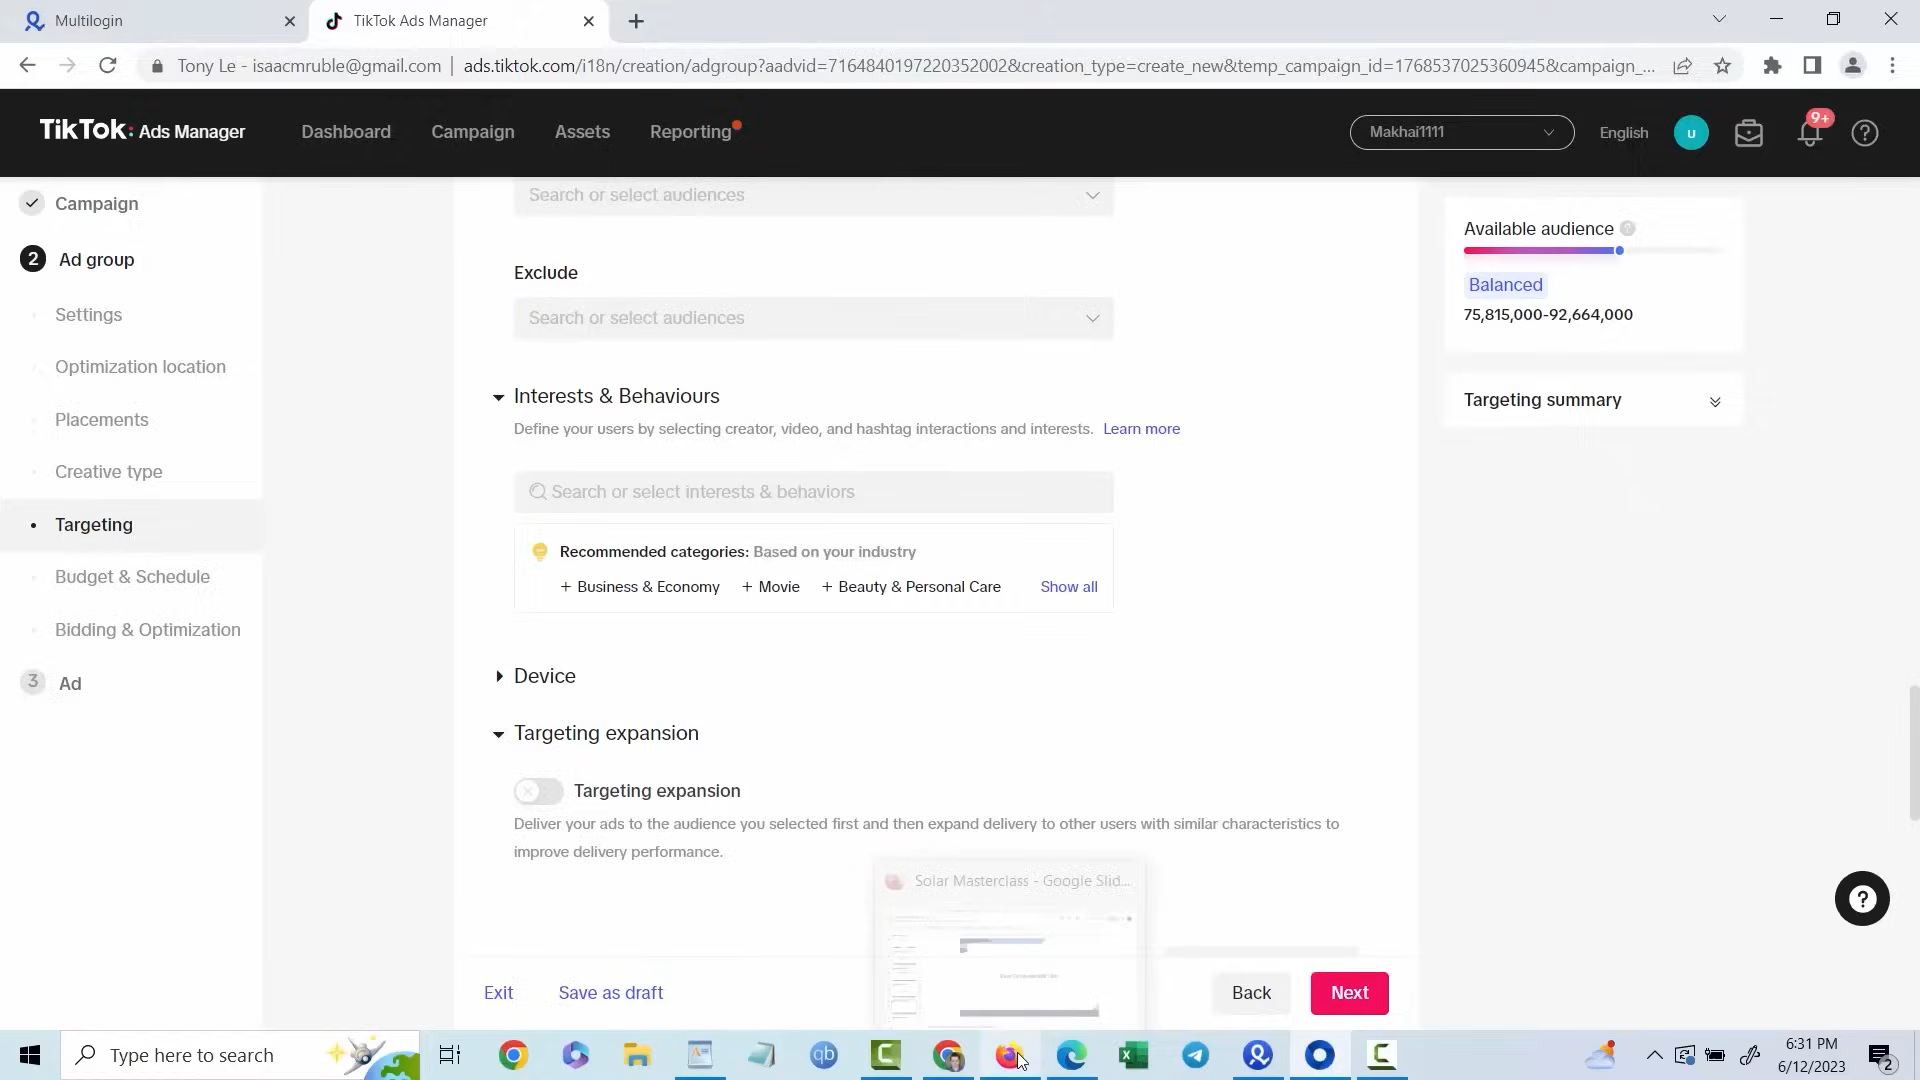 Multilogin
TikTok Ads Manager
Tony Le - isaacmruble@gmail.com
ads.tiktok.com/i18n/creation/adgroup?aadvid=7164840197220352002&creation_type=create_new&temp_campaign_id=1768537025360945&campaign_...
TikTok: Ads Manager
Dashboard
Campaign
Assets
Reporting
Makhai1111
English
u
9+
Campaign
2 Ad group
Settings
Optimization location
Placements
Creative type
Targeting
Budget & Schedule
Bidding & Optimization
3 Ad
Search or select audiences
Exclude
Search or select audiences
Interests & Behaviours
Define your users by selecting creator, video, and hashtag interactions and interests. Learn more
Search or select interests & behaviors
Recommended categories: Based on your industry
+ Business & Economy + Movie + Beauty & Personal Care Show all
Device
Targeting expansion
Targeting expansion
Deliver your ads to the audience you selected first and then expand delivery to other users with similar characteristics to
improve delivery performance.
Available audience
Balanced
75,815,000-92,664,000
Targeting summary
Solar Masterclass - Google Slid...
Exit
Save as draft
Back
Next
Type here to search
qb
6:31 PM
6/12/2023
2